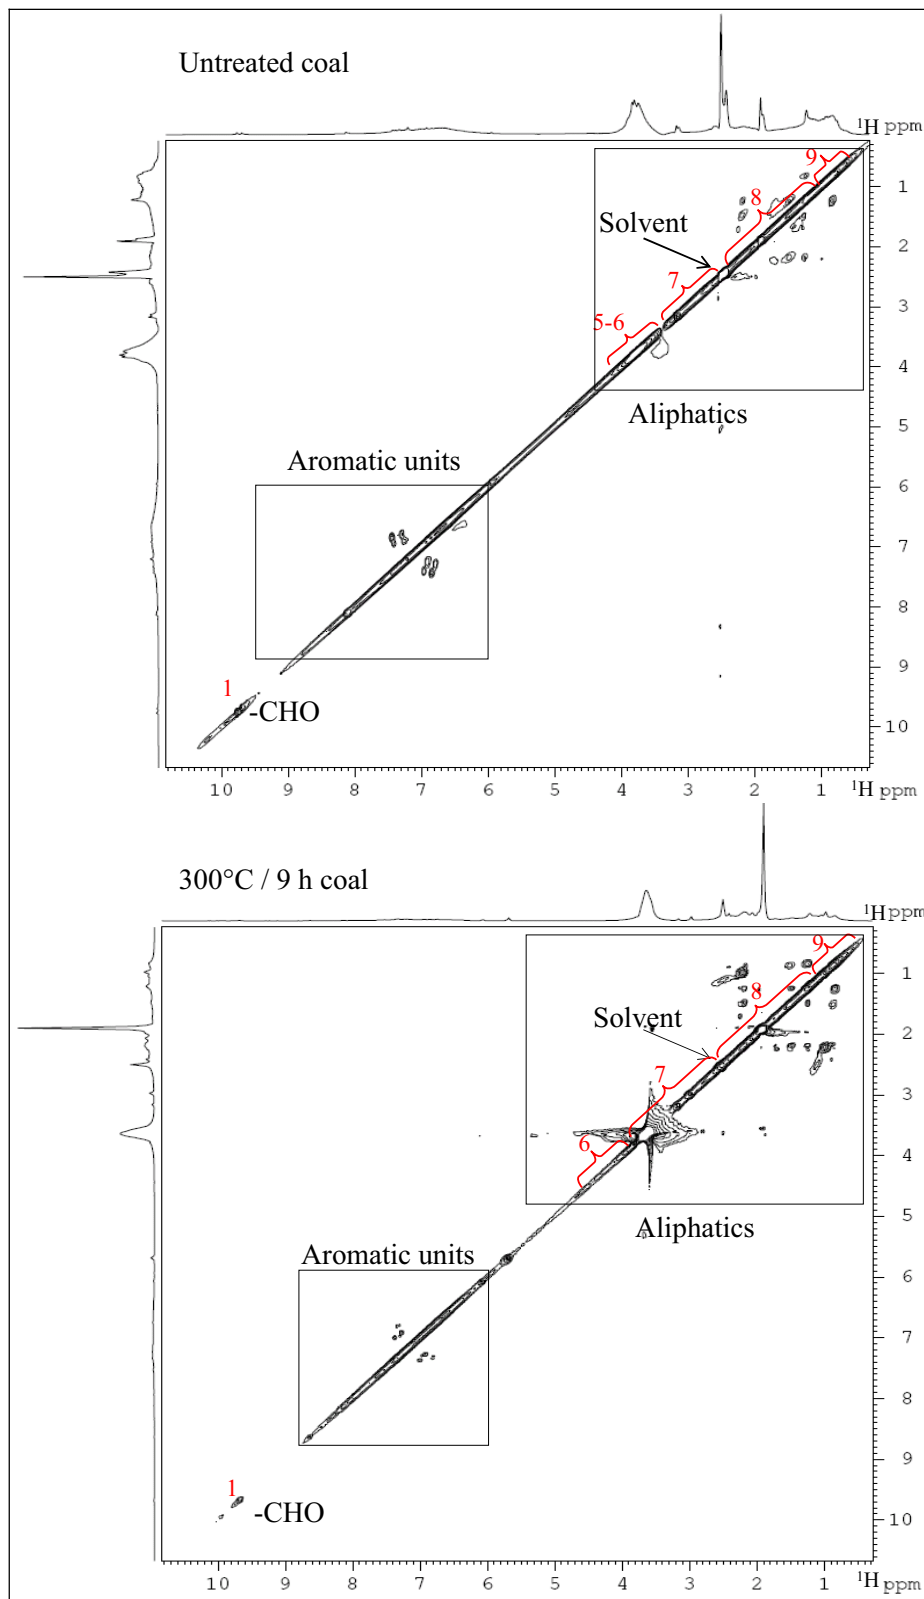 Untreated coal
¹H ppm
9
1
8
Solvent
2
7
3
5-6
4
Aliphatics
5
Aromatic units
6
7
8
9
1
-CHO
10
10 9 8 7 6 5 4 3 2 1 ¹H ppm
300°C / 9 h coal
¹H ppm
9
1
8
Solvent
2
7
3
6
4
5
Aliphatics
Aromatic units
6
7
8
9
1
-CHO
10
10 9 8 7 6 5 4 3 2 1
¹H ppm